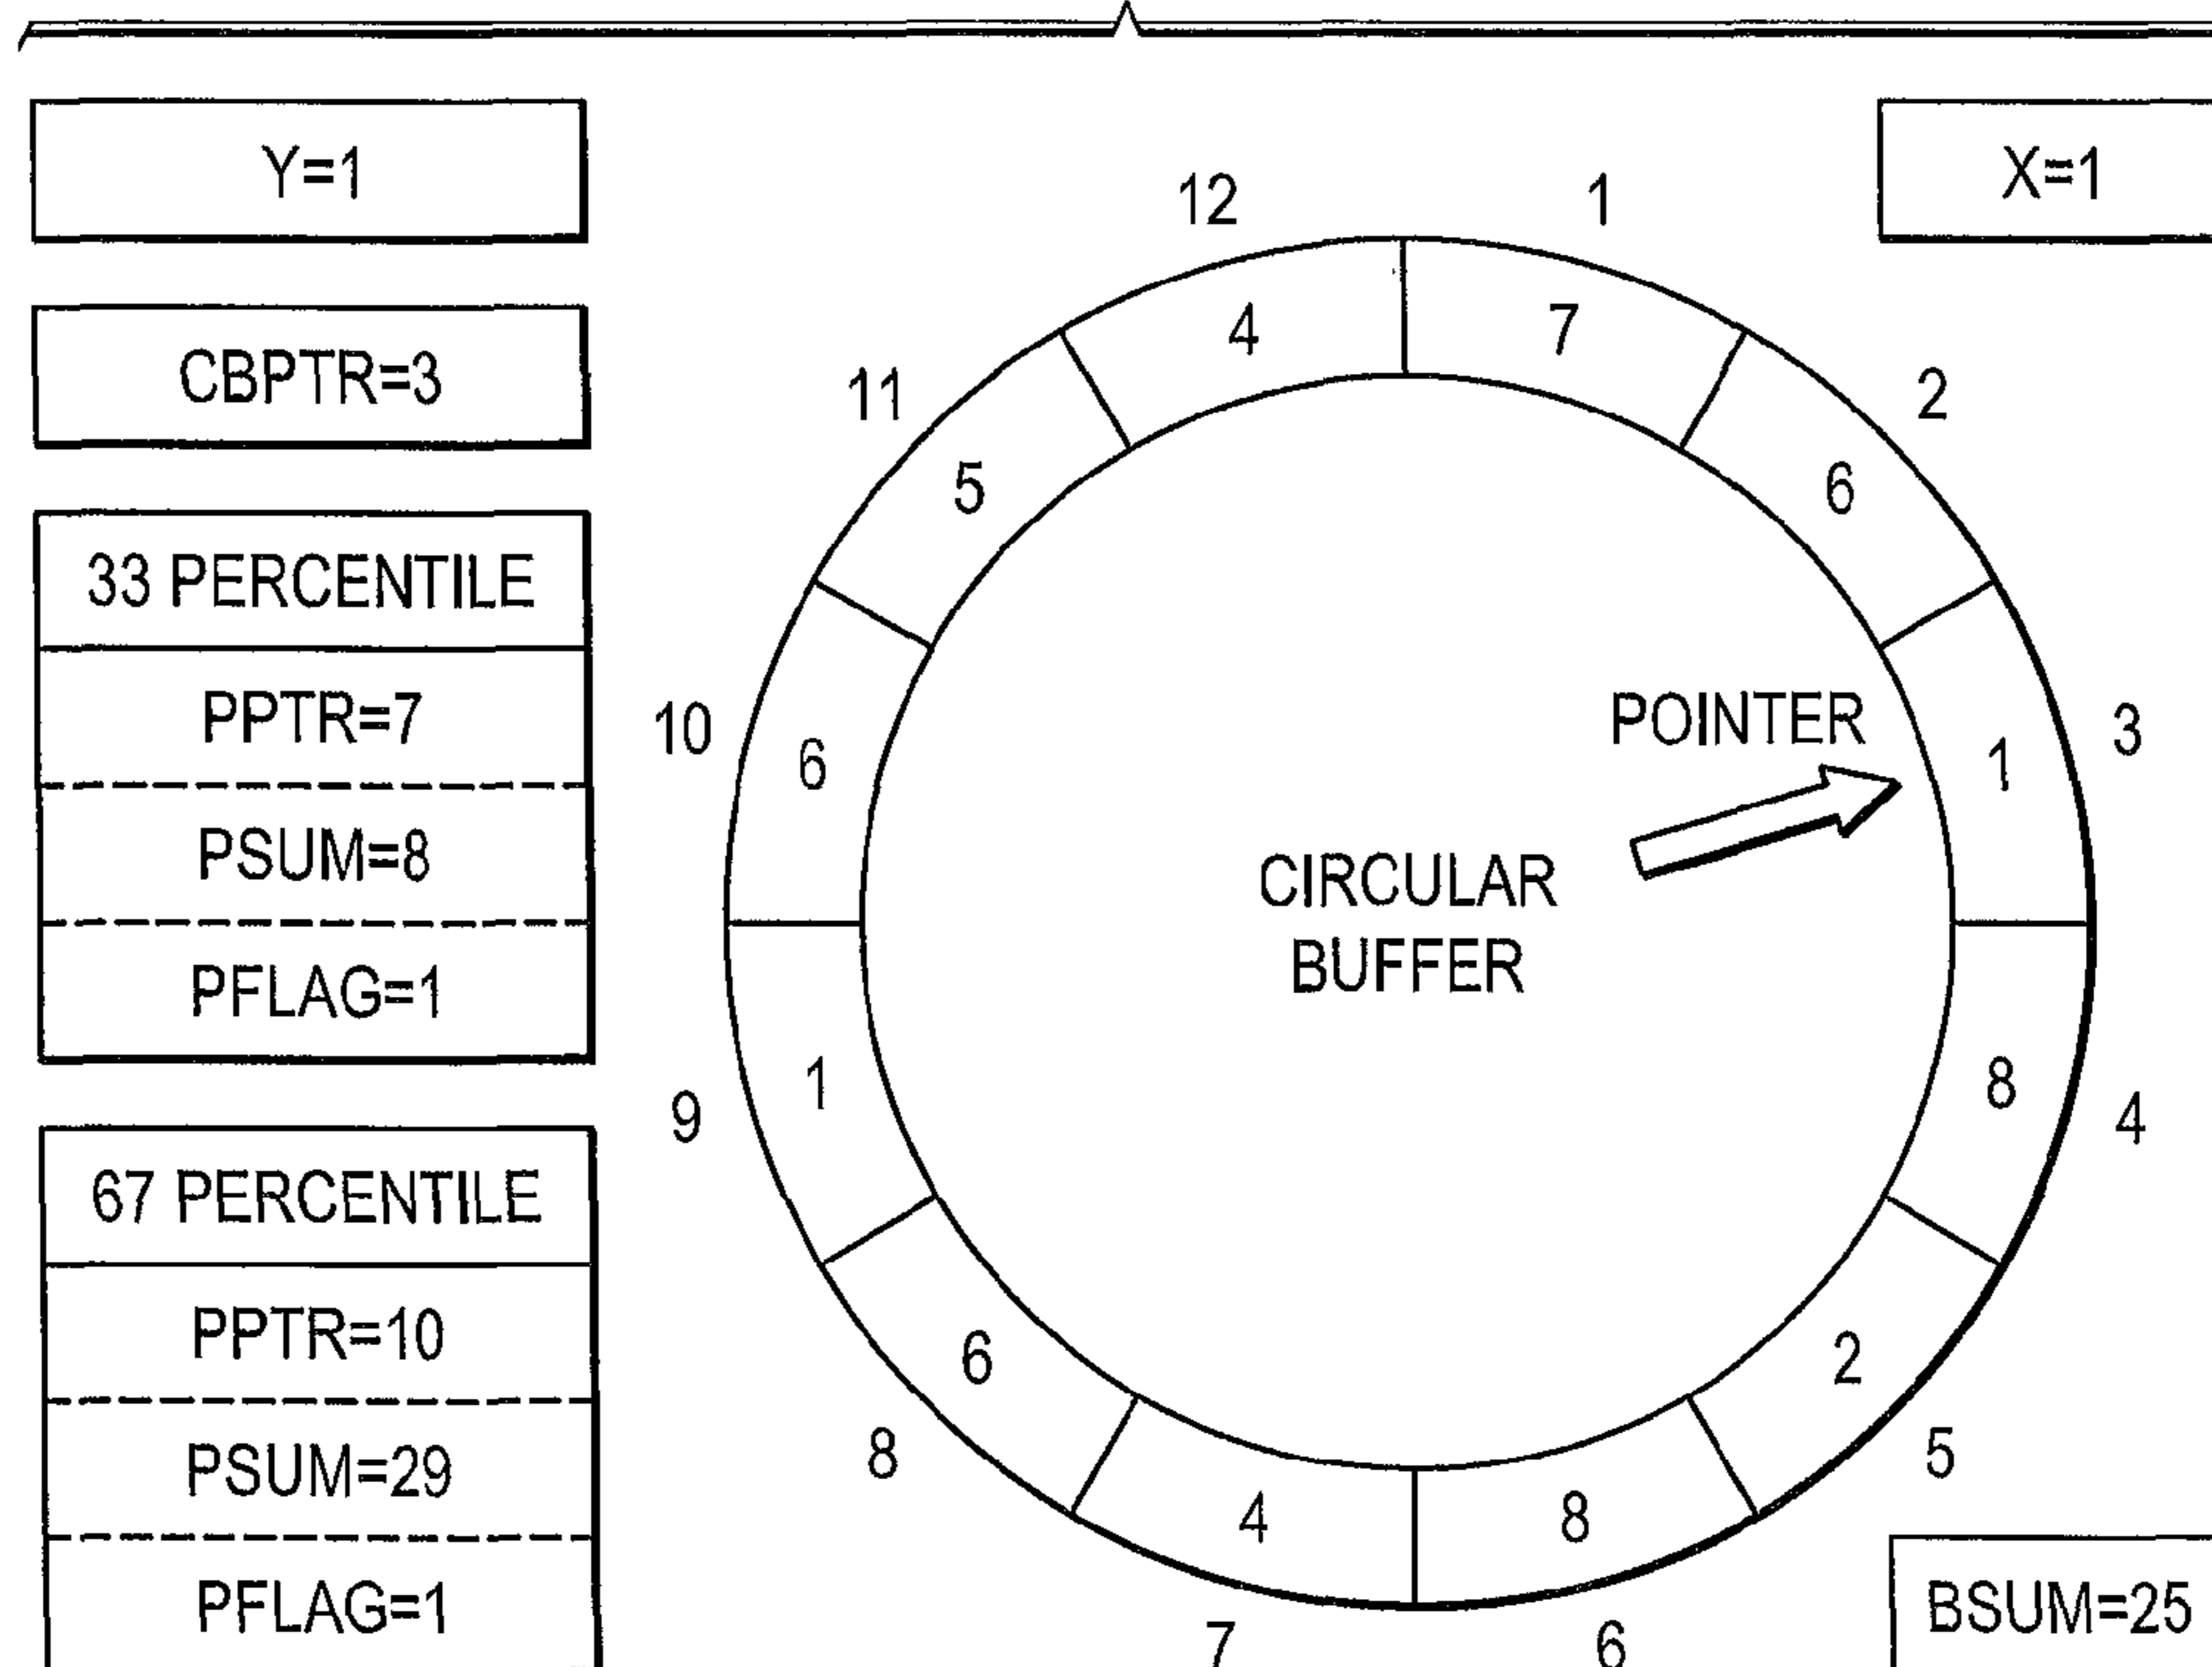 Y=1
X=1
CBPTR=3
33 PERCENTILE
PPTR=7
PSUM=8
PFLAG=1
67 PERCENTILE
PPTR=10
PSUM=29
PFLAG=1
12
1
11
2
10
3
9
4
8
5
7
6
4
7
5
6
6
1
1
8
6
2
4
8
POINTER
CIRCULAR
BUFFER
BSUM=25